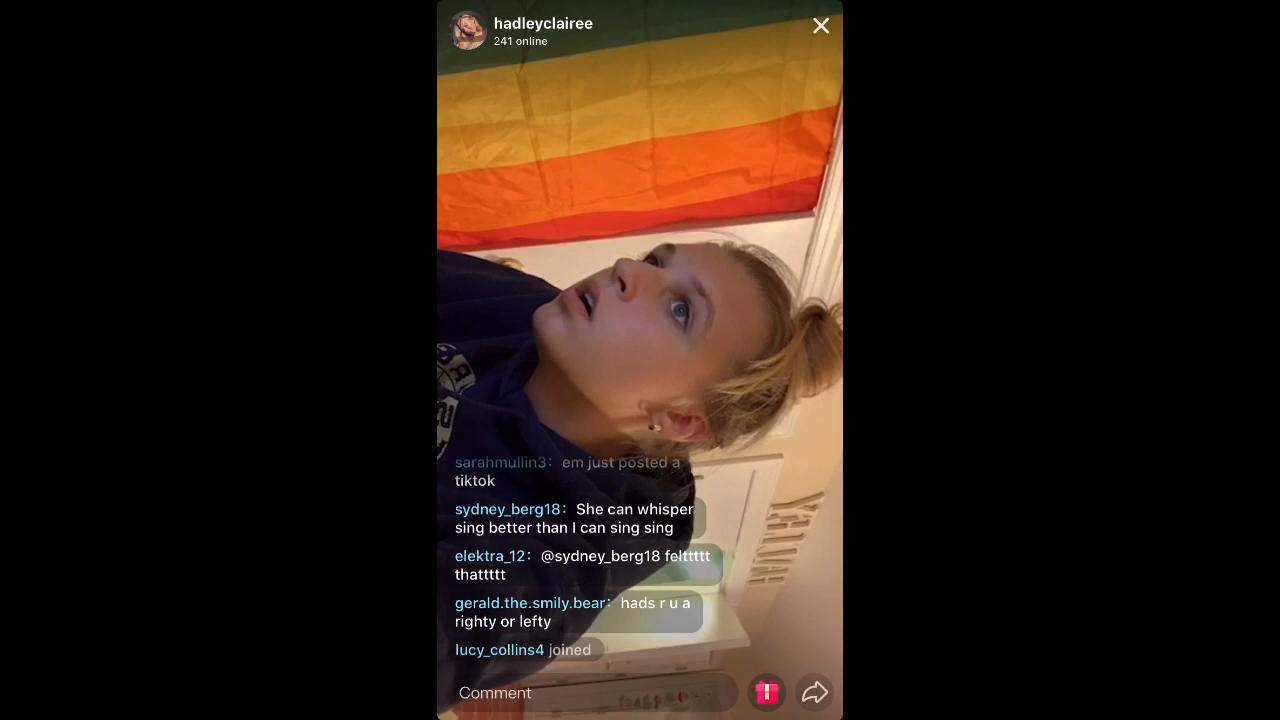 hadleyclairee
241 online
sarahmullin3: em just posted a
tiktok
sydney_berg18: She can whisper
sing better than I can sing sing
elektra_12: @sydney_berg18 felttttt
thattttt
gerald.the.smily.bear: hads r u a
righty or lefty
lucy_collins4 joined
Comment